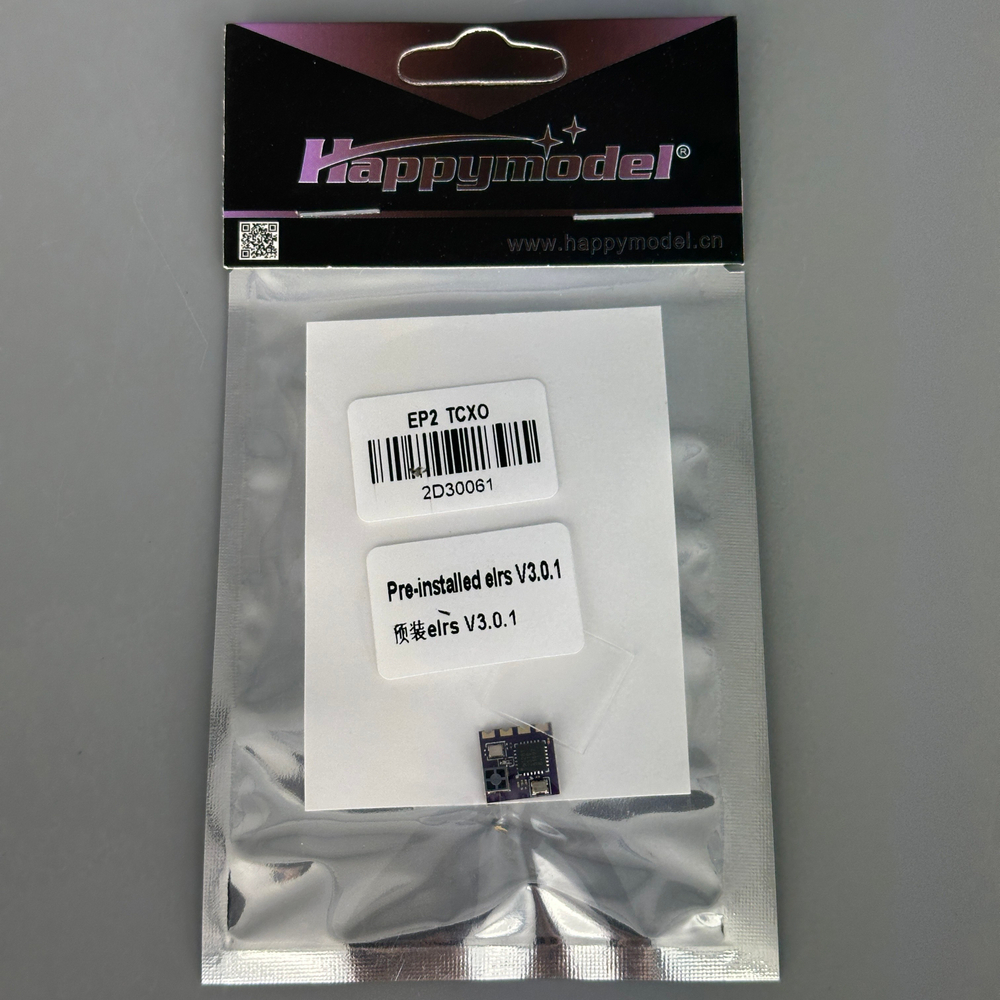 Happymodel®
www.happymodel.cn
EP2 TCXO
2D30061
Pre-installed elrs V3.0.1
预装elrs V3.0.1